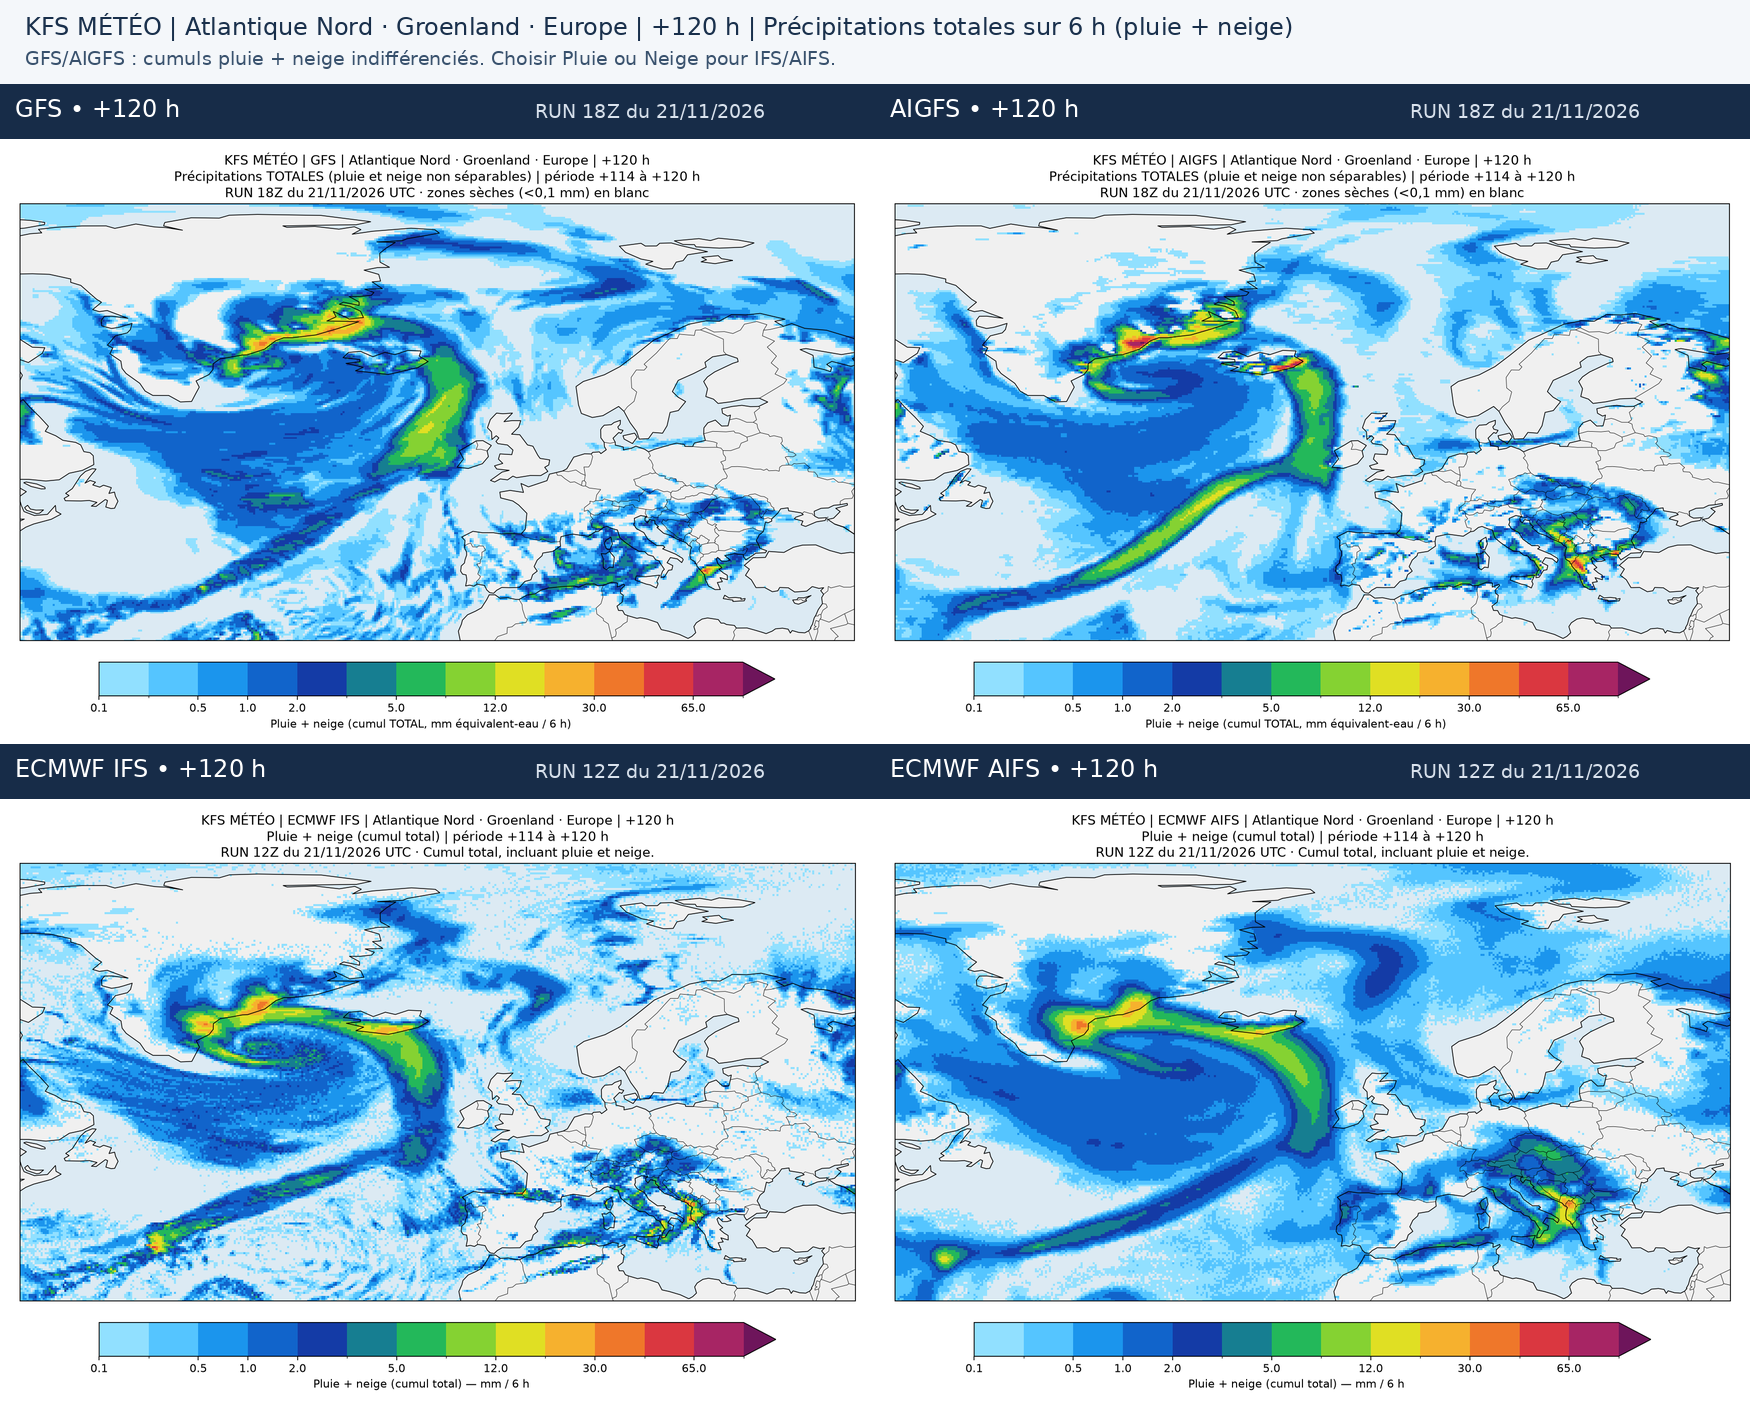 KFS MÉTÉO | Atlantique Nord · Groenland · Europe | +120 h | Précipitations totales sur 6 h (pluie + neige)
GFS/AIGFS : cumuls pluie + neige indifférenciés. Choisir Pluie ou Neige pour IFS/AIFS.
GFS • +120 h
RUN 18Z du 21/11/2026
KFS MÉTÉO | GFS | Atlantique Nord · Groenland · Europe | +120 h
Précipitations TOTALES (pluie et neige non séparables) | période +114 à +120 h
RUN 18Z du 21/11/2026 UTC · zones sèches (<0,1 mm) en blanc
0.1 0.5 1.0 2.0 5.0 12.0 30.0 65.0
Pluie + neige (cumul TOTAL, mm équivalent-eau / 6 h)
AIGFS • +120 h
RUN 18Z du 21/11/2026
KFS MÉTÉO | AIGFS | Atlantique Nord · Groenland · Europe | +120 h
Précipitations TOTALES (pluie et neige non séparables) | période +114 à +120 h
RUN 18Z du 21/11/2026 UTC · zones sèches (<0,1 mm) en blanc
0.1 0.5 1.0 2.0 5.0 12.0 30.0 65.0
Pluie + neige (cumul TOTAL, mm équivalent-eau / 6 h)
ECMWF IFS • +120 h
RUN 12Z du 21/11/2026
KFS MÉTÉO | ECMWF IFS | Atlantique Nord · Groenland · Europe | +120 h
Pluie + neige (cumul total) | période +114 à +120 h
RUN 12Z du 21/11/2026 UTC · Cumul total, incluant pluie et neige.
0.1 0.5 1.0 2.0 5.0 12.0 30.0 65.0
Pluie + neige (cumul total) — mm / 6 h
ECMWF AIFS • +120 h
RUN 12Z du 21/11/2026
KFS MÉTÉO | ECMWF AIFS | Atlantique Nord · Groenland · Europe | +120 h
Pluie + neige (cumul total) | période +114 à +120 h
RUN 12Z du 21/11/2026 UTC · Cumul total, incluant pluie et neige.
0.1 0.5 1.0 2.0 5.0 12.0 30.0 65.0
Pluie + neige (cumul total) — mm / 6 h